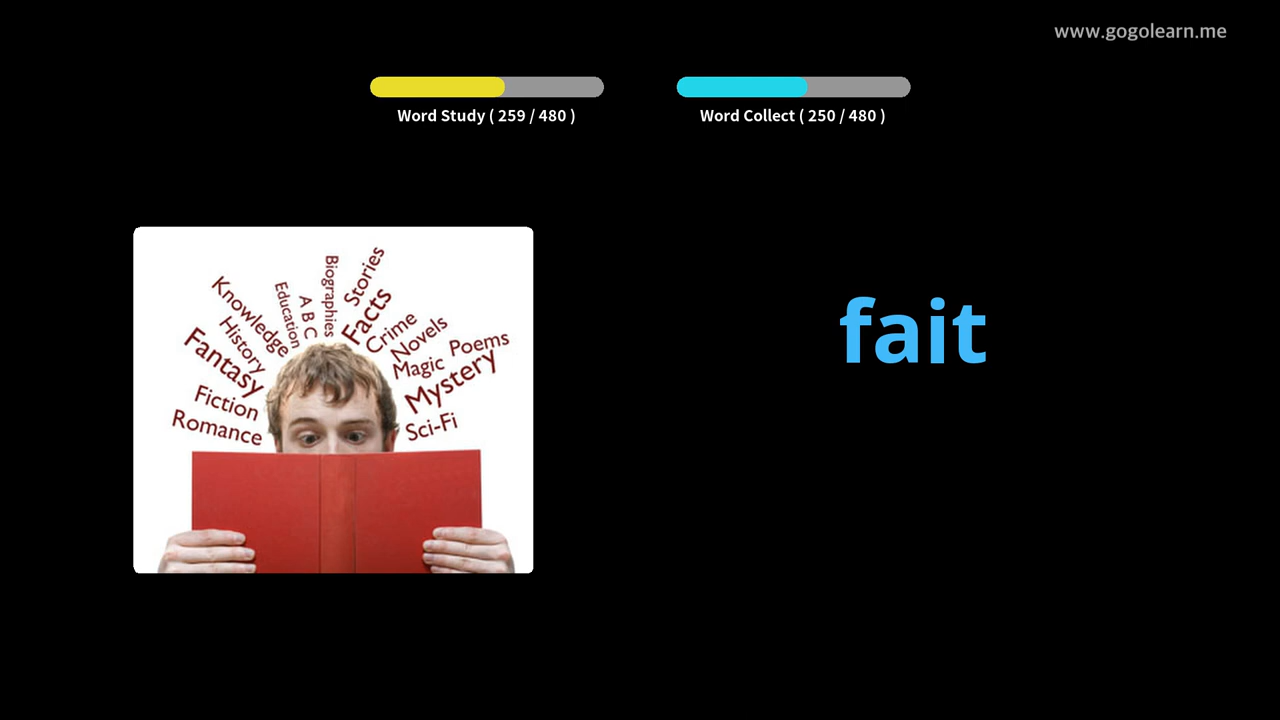 www.gogolearn.me
Word Study ( 259 / 480 )
Word Collect ( 250 / 480 )
Knowledge
History
Fantasy
Fiction
Romance
Education
A B C
Biographies
Stories
Facts
Crime
Novels
Magic
Poems
Mystery
Sci-Fi
fait